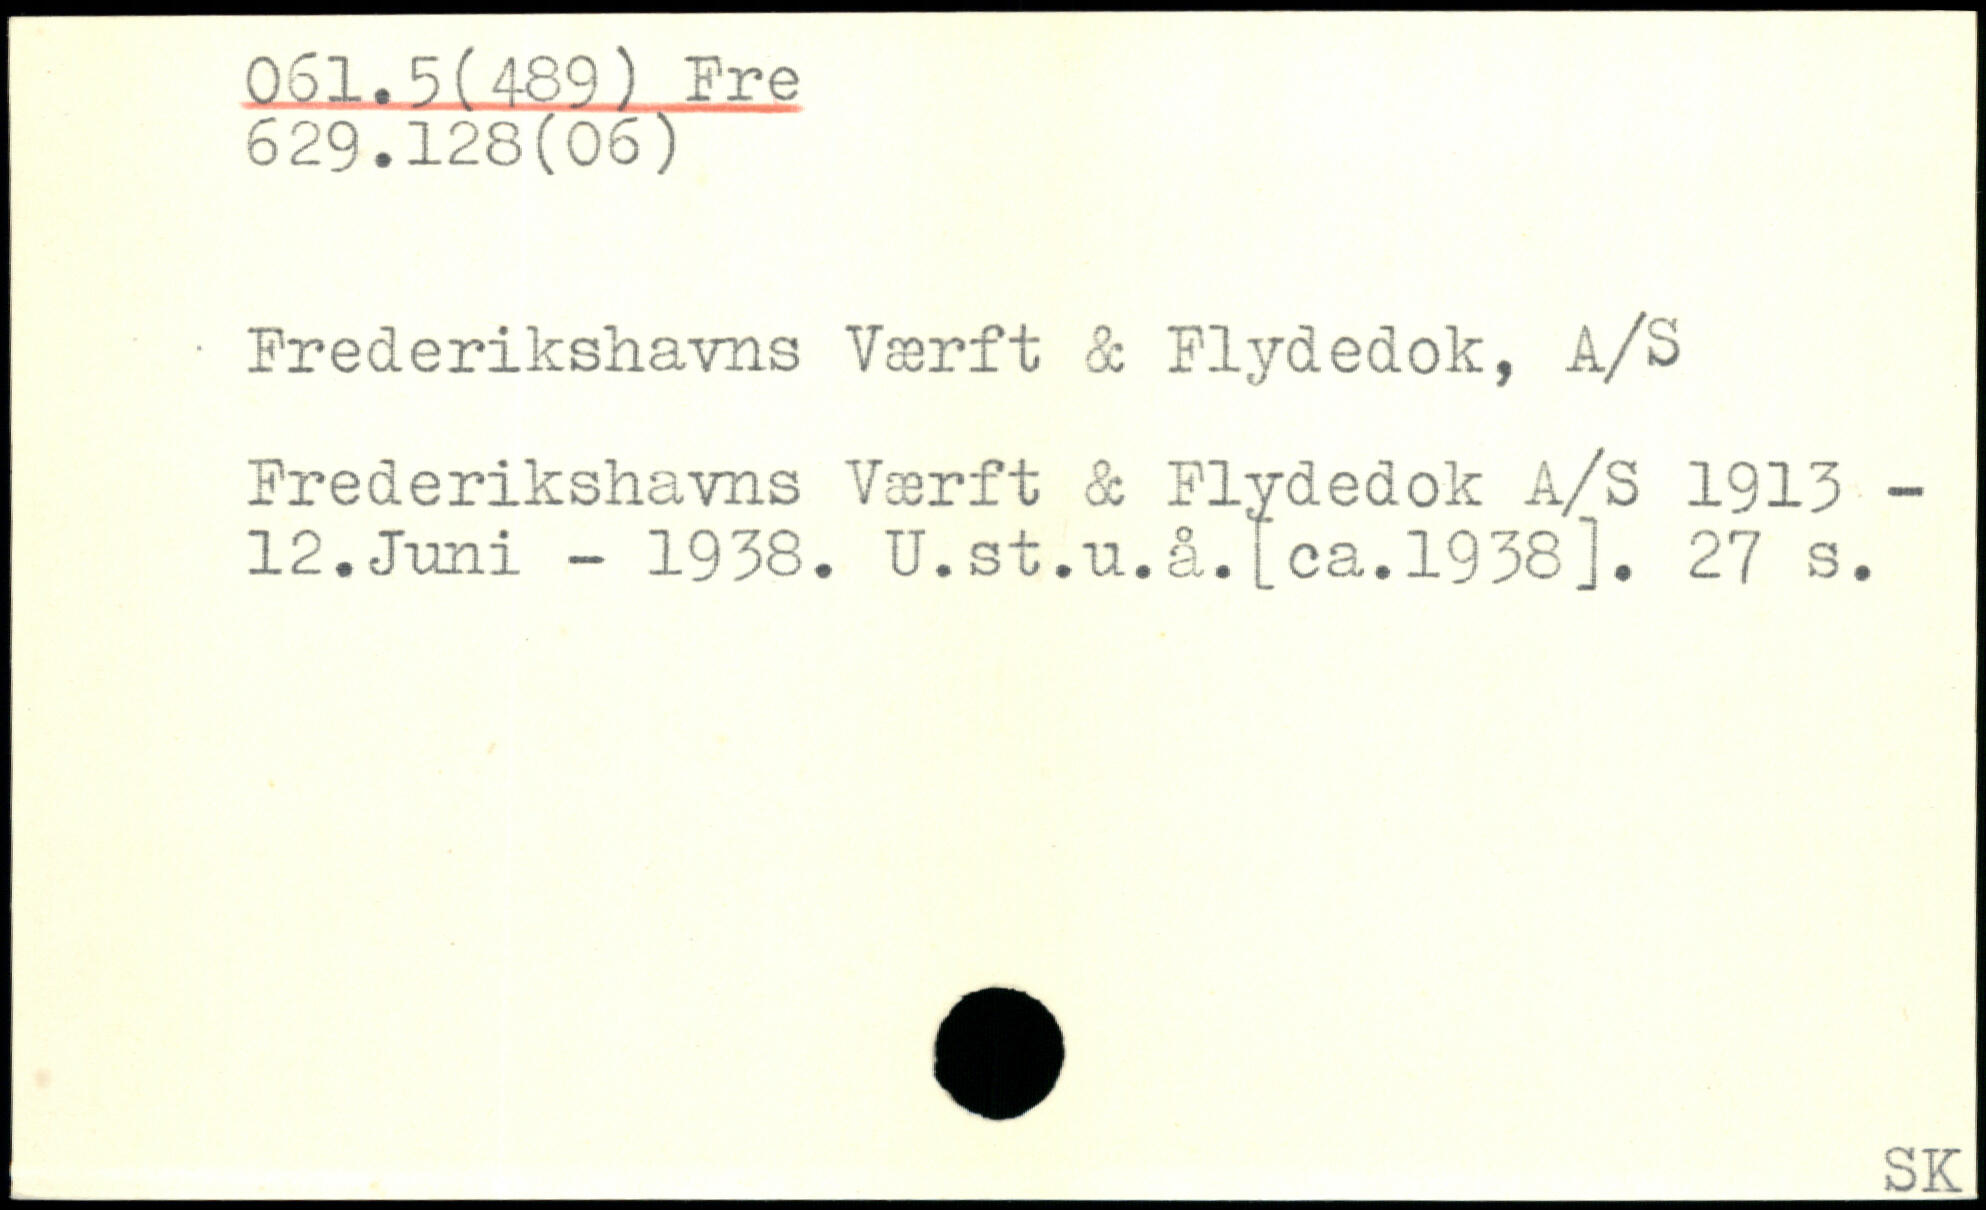 061.5(489) Fre
629.128(06)
Frederikshavns Værft & Flydedok, A/S
Frederikshavns Værft & Flydedok A/S 1913 -
12.Juni - 1938. U.st.u.å.[ca.1938]. 27 s.
SK